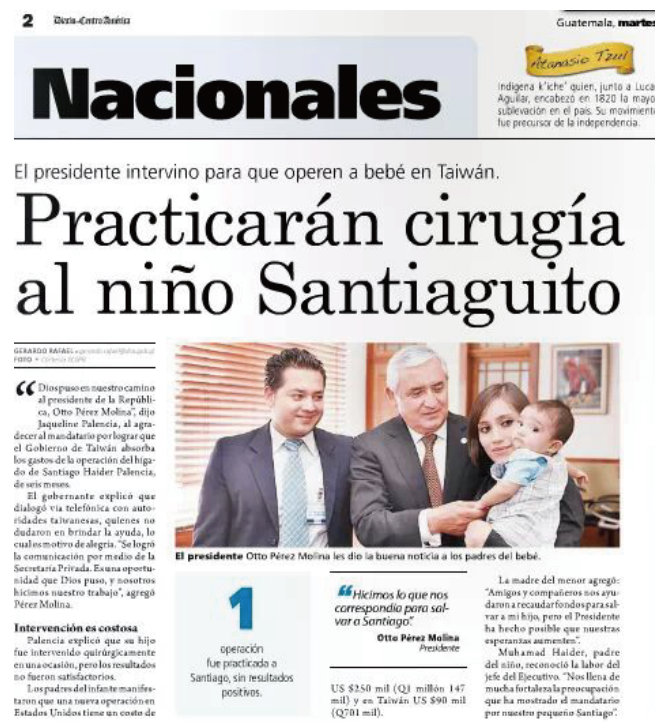 2
Diario de Centro América
Guatemala, martes
Nacionales
Atanasio Tzul
Indígena k'iche' quien, junto a Luca
Aguilar, encabezó en 1820 la mayo
sublevación en el país. Su movimient
fue precursor de la independencia.
El presidente intervino para que operen a bebé en Taiwán.
Practicarán cirugía
al niño Santiaguito
GERARDO RAFAEL
FOTO
“Dios puso en nuestro camino
al presidente de la Repúbli-
ca, Otto Pérez Molina”, dijo
Jaqueline Palencia, al agra-
decer al mandatario por lograr que
el Gobierno de Taiwán absorba
los gastos de la operación del híga-
do de Santiago Haider Palencia,
de seis meses.
El gobernante explicó que
dialogó vía telefónica con auto-
ridades taiwanesas, quienes no
dudaron en brindar la ayuda, lo
cual es motivo de alegría. “Se logró
la comunicación por medio de la
Secretaría Privada. Es una oportu-
nidad que Dios puso, y nosotros
hicimos nuestro trabajo”, agregó
Pérez Molina.
Intervención es costosa
Palencia explicó que su hijo
fue intervenido quirúrgicamente
en una ocasión, pero los resultados
no fueron satisfactorios.
Los padres del infante manifes-
taron que una nueva operación en
Estados Unidos tiene un costo de
El presidente Otto Pérez Molina les dio la buena noticia a los padres del bebé.
1
operación
fue practicada a
Santiago, sin resultados
positivos.
“Hicimos lo que nos
correspondía para sal-
var a Santiago”.
Otto Pérez Molina
Presidente
US $250 mil (Q1 millón 147
mil) y en Taiwán US $90 mil
(Q701 mil).
La madre del menor agregó:
“Amigos y compañeros nos ayu-
daron a recaudar fondos para sal-
var a mi hijo, pero el Presidente
ha hecho posible que nuestras
esperanzas aumenten”.
Muhamad Haider, padre
del niño, reconoció la labor del
jefe del Ejecutivo. “Nos llena de
mucha fortaleza la preocupación
que ha mostrado el mandatario
por nuestro pequeño Santiago”.